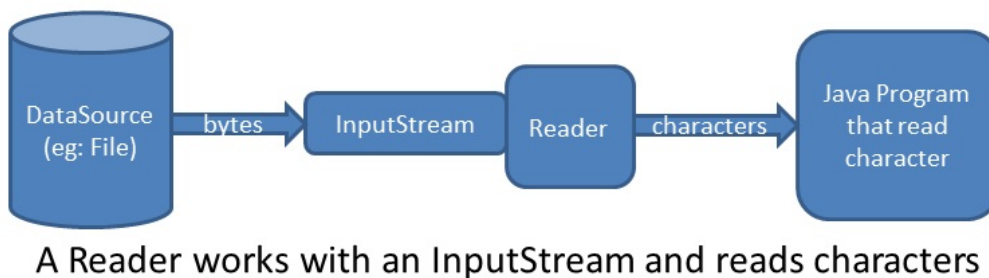 DataSource
(eg: File)
bytes
InputStream
Reader
characters
Java Program
that read
character
A Reader works with an InputStream and reads characters